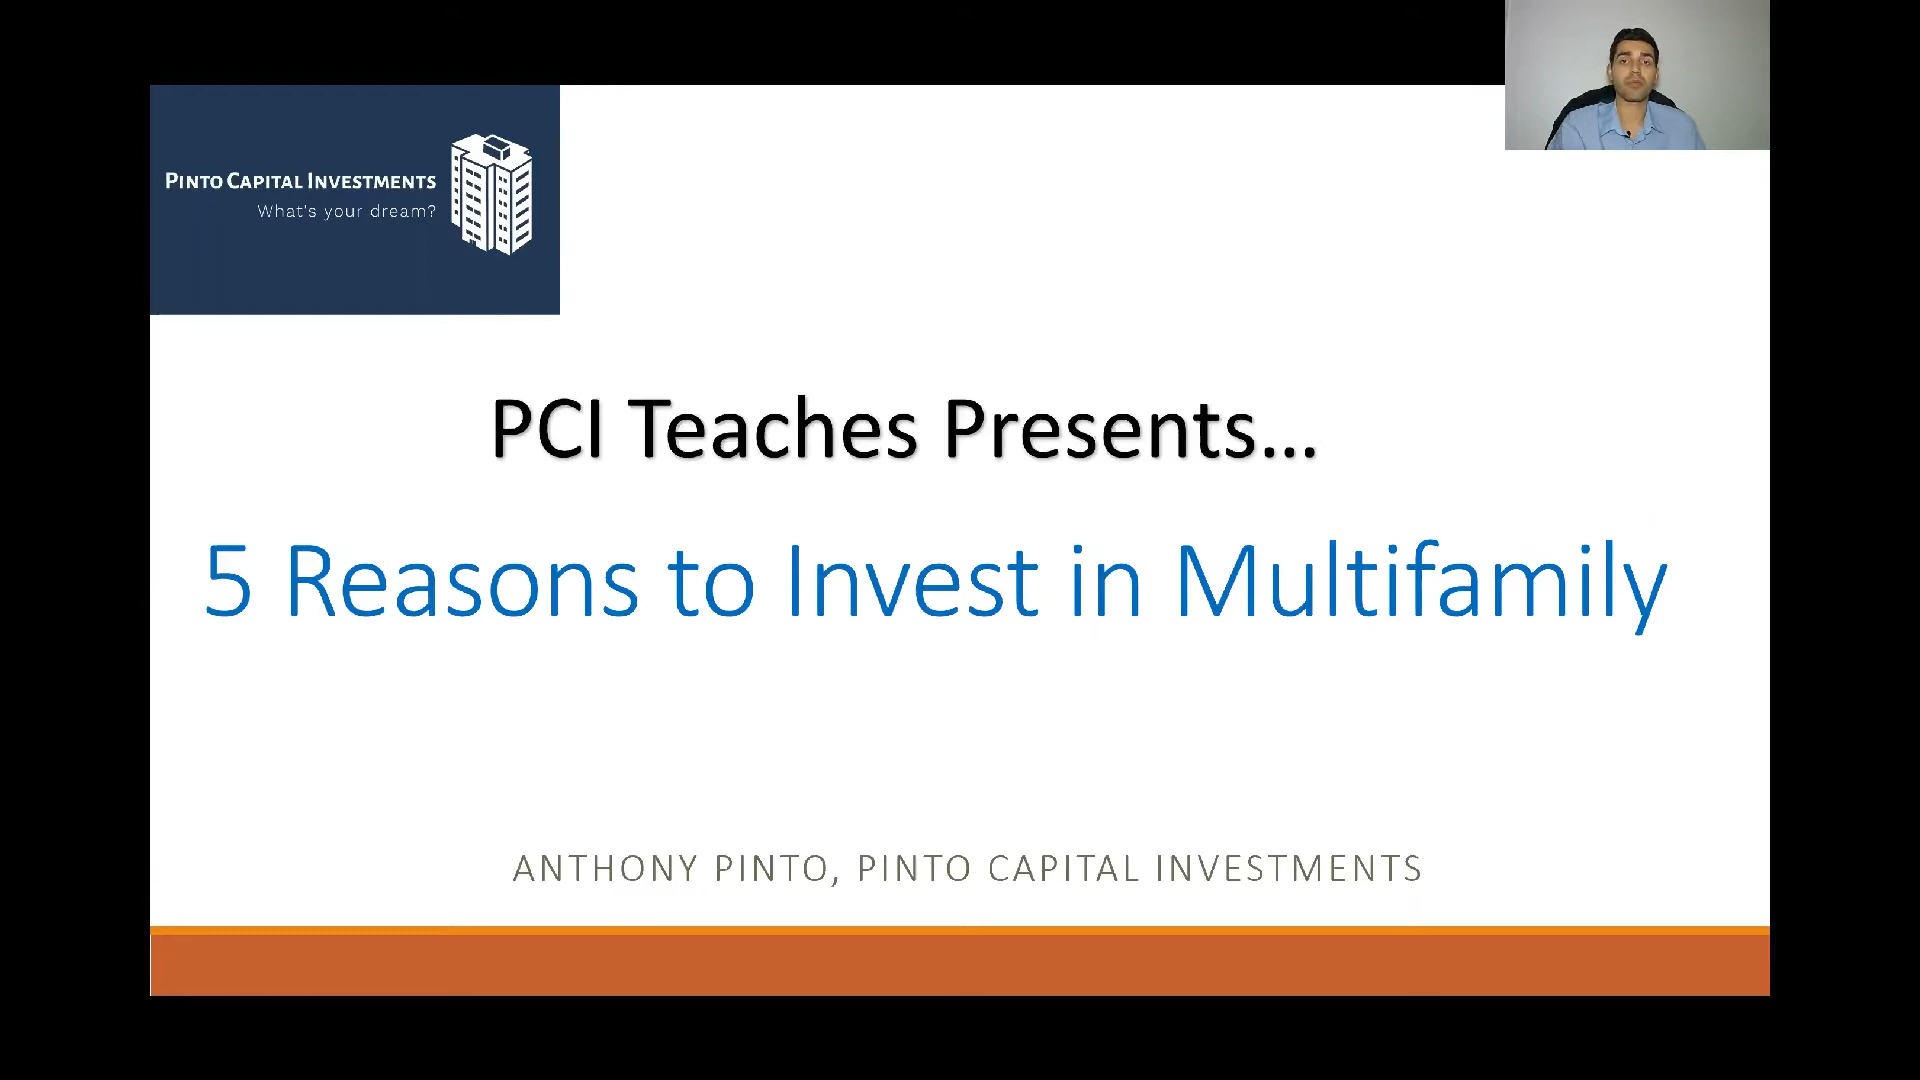 PINTO CAPITAL INVESTMENTS
What's your dream?
PCI Teaches Presents...
5 Reasons to Invest in Multifamily
ANTHONY PINTO, PINTO CAPITAL INVESTMENTS